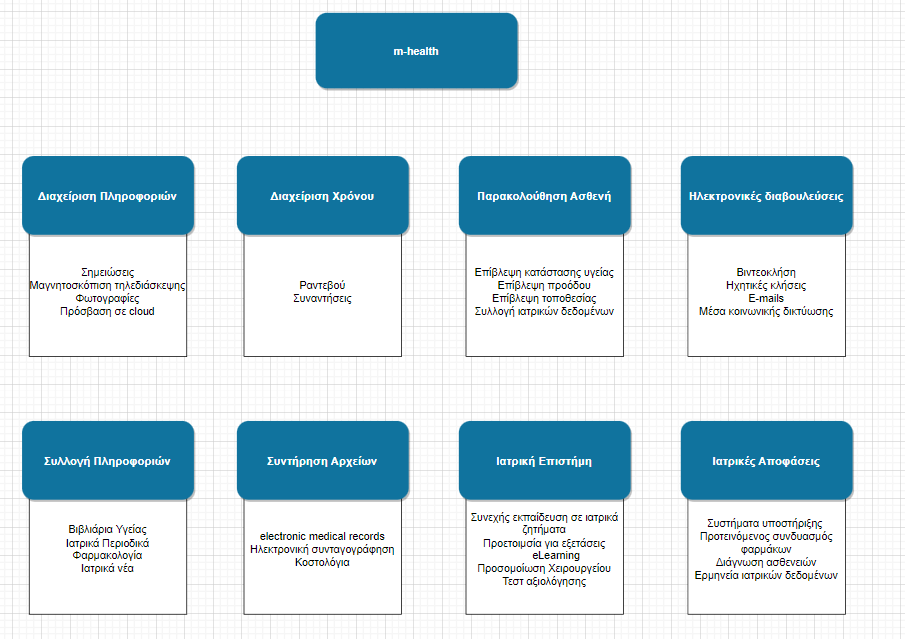 m-health
Διαχείριση Πληροφοριών
Σημειώσεις
Μαγνητοσκόπιση τηλεδιάσκεψης
Φωτογραφίες
Πρόσβαση σε cloud
Διαχείριση Χρόνου
Ραντεβού
Συναντήσεις
Παρακολούθηση Ασθενή
Επίβλεψη κατάστασης υγείας
Επίβλεψη προόδου
Επίβλεψη τοποθεσίας
Συλλογή ιατρικών δεδομένων
Ηλεκτρονικές διαβουλεύσεις
Βιντεοκλήση
Ηχητικές κλήσεις
E-mails
Μέσα κοινωνικής δικτύωσης
Συλλογή Πληροφοριών
Βιβλιάρια Υγείας
Ιατρικά Περιοδικά
Φαρμακολογία
Ιατρικά νέα
Συντήρηση Αρχείων
electronic medical records
Ηλεκτρονική συνταγογράφηση
Κοστολόγια
Ιατρική Επιστήμη
Συνεχής εκπαίδευση σε ιατρικά
ζητήματα
Προετοιμσία για εξετάσεις
eLearning
Προσομοίωση Χειρουργείου
Τεστ αξιολόγησης
Ιατρικές Αποφάσεις
Συστήματα υποστήριξης
Προτεινόμενος συνδυασμός
φαρμάκων
Διάγνωση ασθενειών
Ερμηνεία ιατρικών δεδομένων